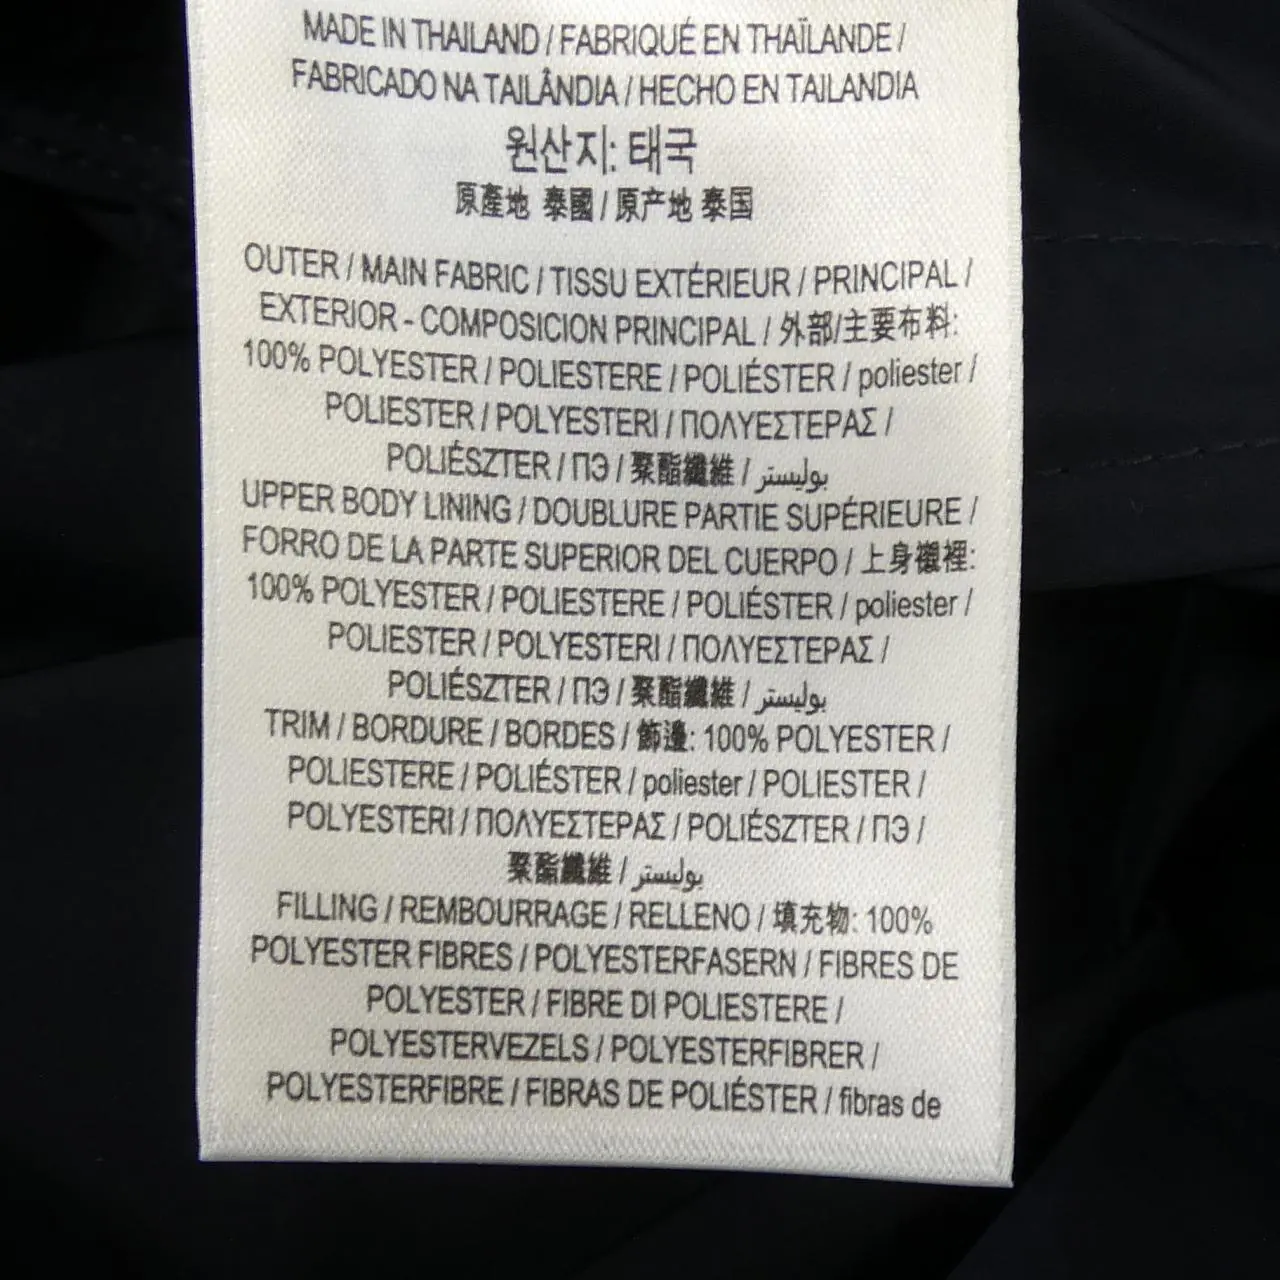 MADE IN THAILAND / FABRIQUÉ EN THAÏLANDE /
FABRICADO NA TAILÂNDIA / HECHO EN TAILANDIA
원산지: 태국
原產地 泰國 / 原产地 泰国
OUTER / MAIN FABRIC / TISSU EXTÉRIEUR / PRINCIPAL /
EXTERIOR - COMPOSICION PRINCIPAL / 外部/主要布料:
100% POLYESTER / POLIESTERE / POLIÉSTER / poliester /
POLIESTER / POLYESTERI / ΠΟΛΥΕΣΤΕΡΑΣ /
POLIÉSZTER / ПЭ / 聚酯纖維 / بوليستر
UPPER BODY LINING / DOUBLURE PARTIE SUPÉRIEURE /
FORRO DE LA PARTE SUPERIOR DEL CUERPO / 上身襯裡:
100% POLYESTER / POLIESTERE / POLIÉSTER / poliester /
POLIESTER / POLYESTERI / ΠΟΛΥΕΣΤΕΡΑΣ /
POLIÉSZTER / ПЭ / 聚酯纖維 / بوليستر
TRIM / BORDURE / BORDES / 飾邊: 100% POLYESTER /
POLIESTERE / POLIÉSTER / poliester / POLIESTER /
POLYESTERI / ΠΟΛΥΕΣΤΕΡΑΣ / POLIÉSZTER / ПЭ /
聚酯纖維 / بوليستر
FILLING / REMBOURRAGE / RELLENO / 填充物: 100%
POLYESTER FIBRES / POLYESTERFASERN / FIBRES DE
POLYESTER / FIBRE DI POLIESTERE /
POLYESTERVEZELS / POLYESTERFIBRER /
POLYESTERFIBRE / FIBRAS DE POLIÉSTER / fibras de